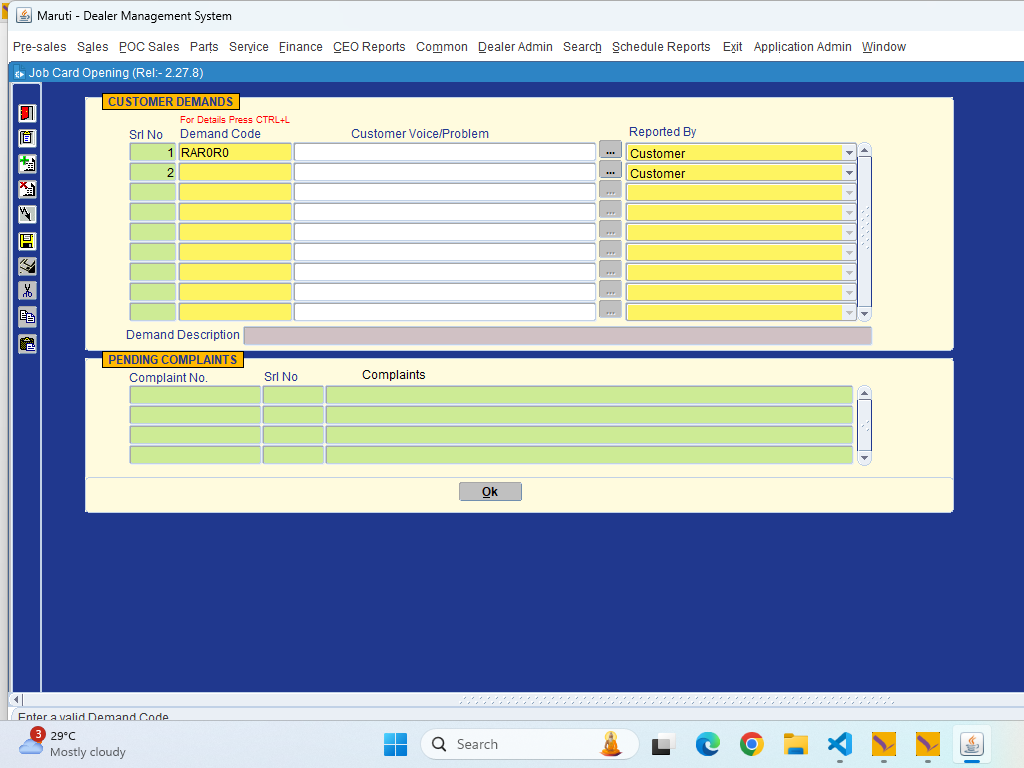 Maruti - Dealer Management System
Pre-sales Sales POC Sales Parts Service Finance CEO Reports Common Dealer Admin Search Schedule Reports Exit Application Admin Window
Job Card Opening (Rel:- 2.27.8)
CUSTOMER DEMANDS
For Details Press CTRL+L
Srl No Demand Code Customer Voice/Problem Reported By
1 RAR0R0 ... Customer
2 ... Customer
...
...
...
...
...
...
...
Demand Description
PENDING COMPLAINTS
Complaint No. Srl No Complaints
Ok
Enter a valid Demand Code
3 29°C
Mostly cloudy
Search